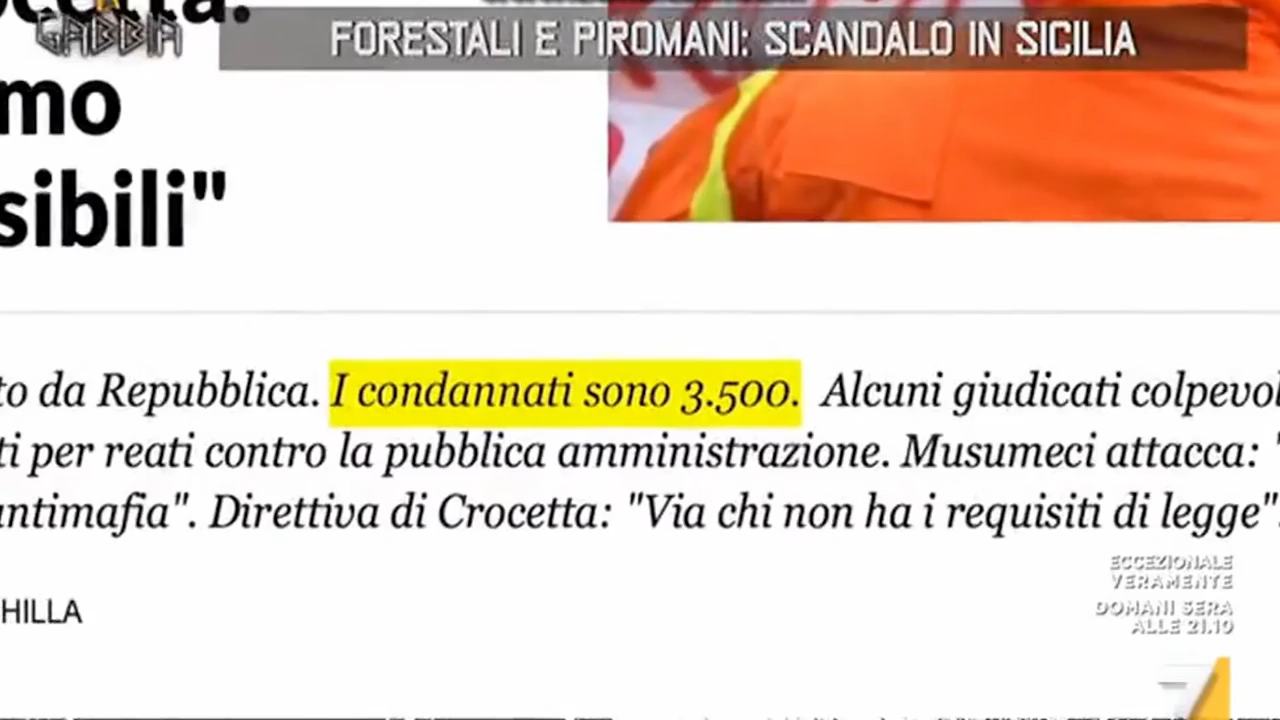 GABBIA
FORESTALI E PIROMANI: SCANDALO IN SICILIA
mo
sibili"
to da Repubblica. I condannati sono 3.500. Alcuni giudicati colpevol
ti per reati contro la pubblica amministrazione. Musumeci attacca: "
antimafia". Direttiva di Crocetta: "Via chi non ha i requisiti di legge".
HILLA
ECCEZIONALE
VERAMENTE
DOMANI SERA
ALLE 21.10
7